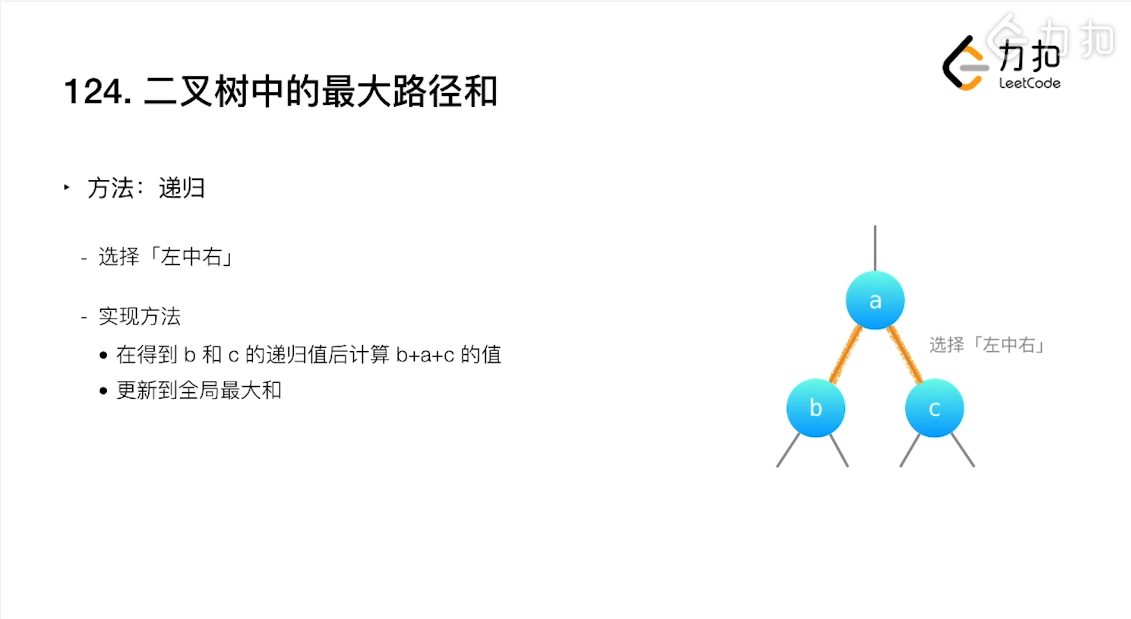 力扣
力扣
LeetCode
124. 二叉树中的最大路径和
‣ 方法：递归
- 选择「左中右」
- 实现方法
• 在得到 b 和 c 的递归值后计算 b+a+c 的值
• 更新到全局最大和
a
选择「左中右」
b
c